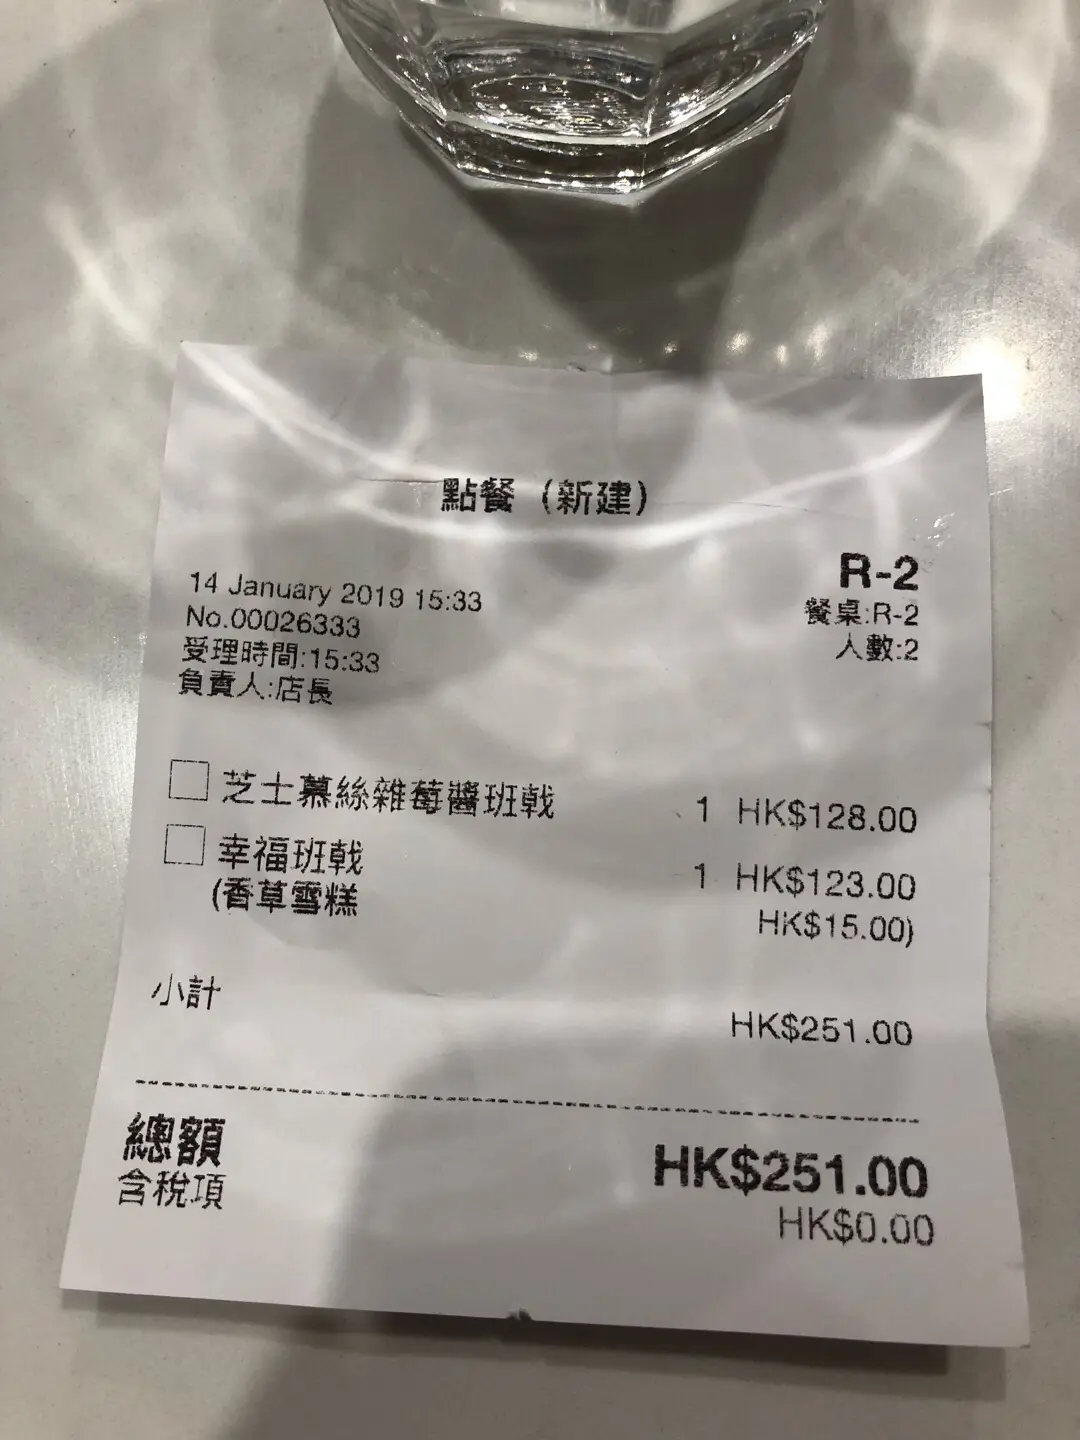 點餐（新建）
R-2
14 January 2019 15:33
餐桌:R-2
No.00026333
人數:2
受理時間:15:33
負責人:店長
芝士慕絲雜莓醬班戟 1 HK$128.00
幸福班戟 1 HK$123.00
(香草雪糕 HK$15.00)
小計 HK$251.00
總額 HK$251.00
含稅項 HK$0.00